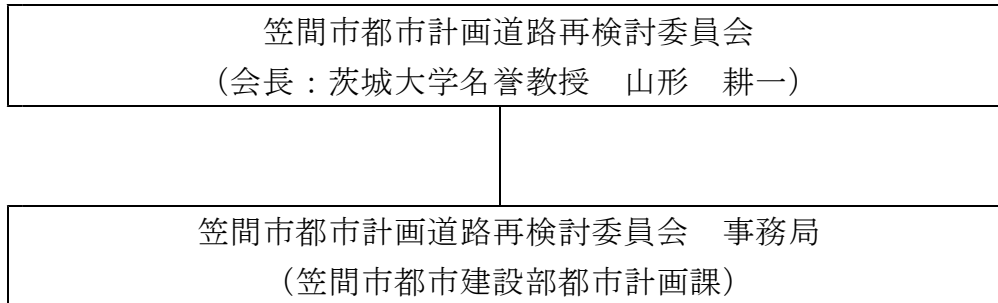 笠間市都市計画道路再検討委員会
（会長：茨城大学名誉教授　山形　耕一）
笠間市都市計画道路再検討委員会　事務局
（笠間市都市建設部都市計画課）